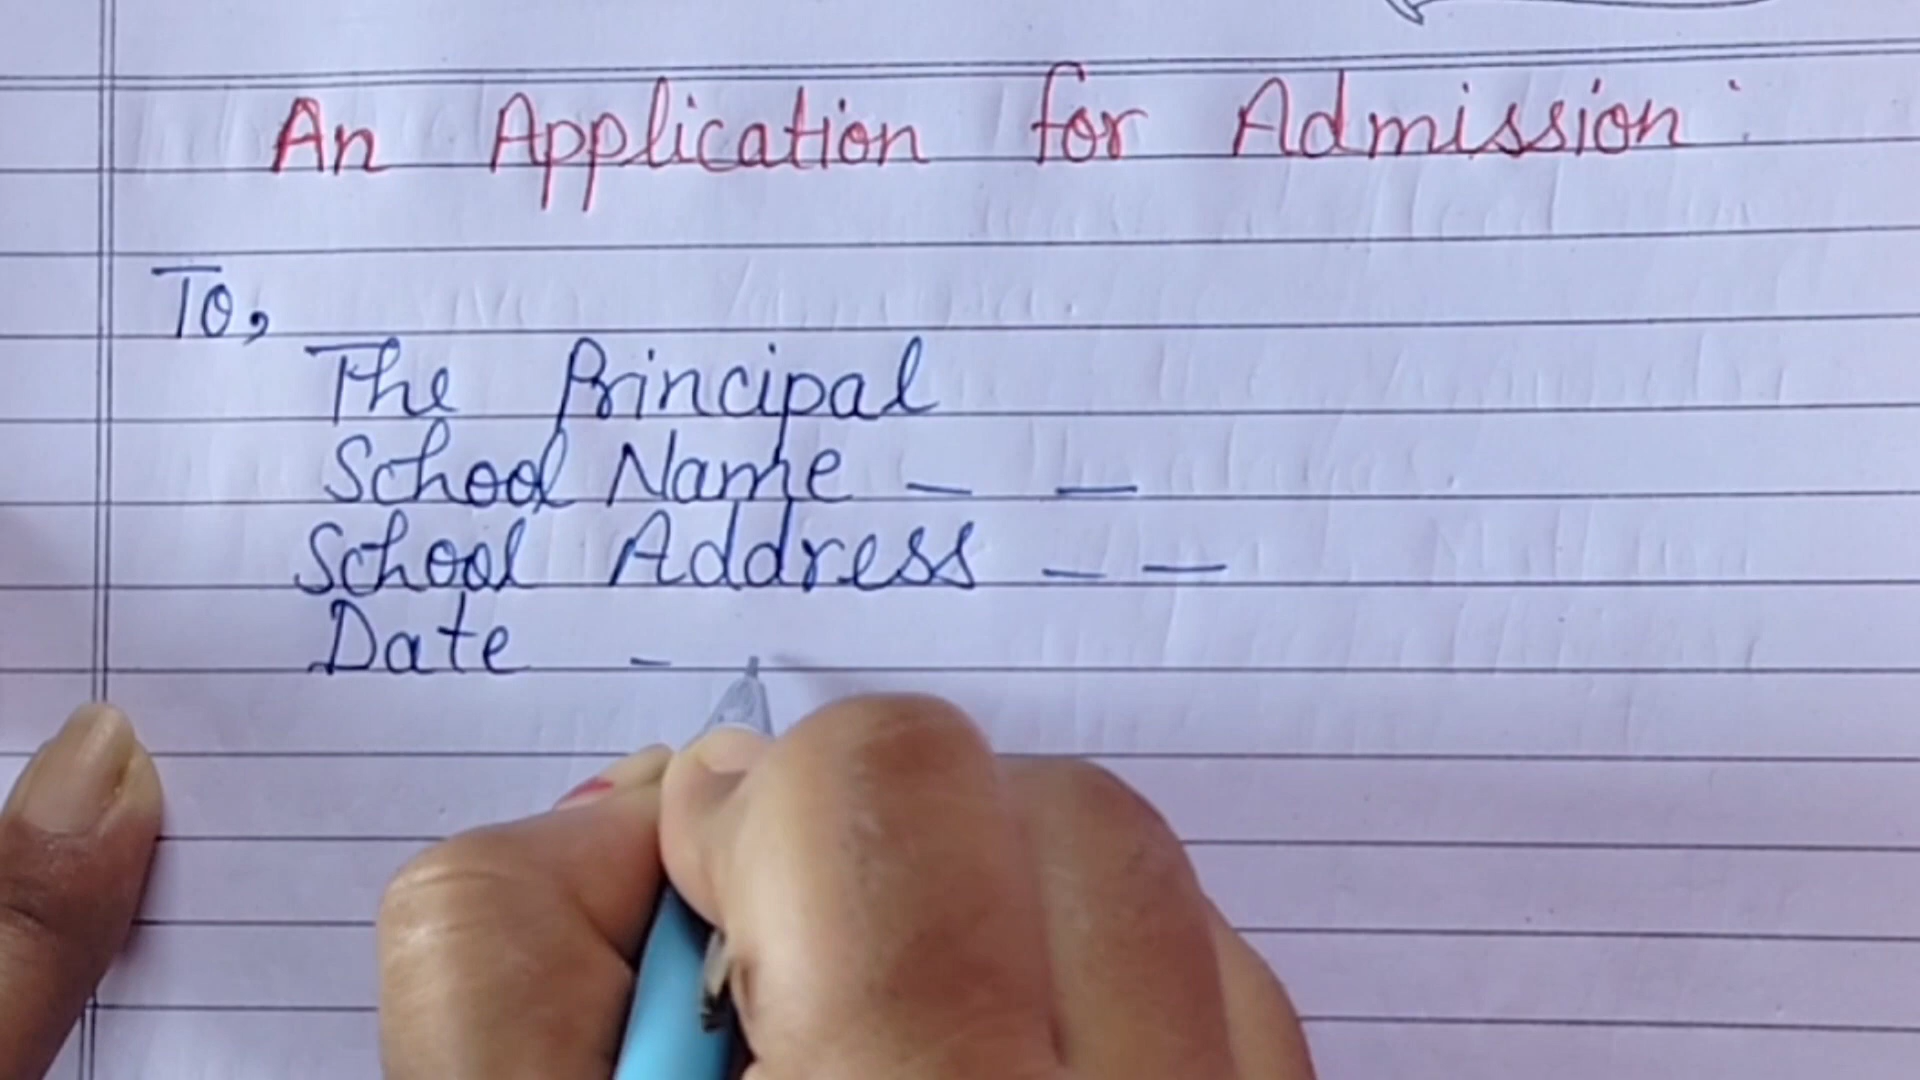 An Application for Admission :
To,
The Principal
School Name _ _
School Address _ _
Date -